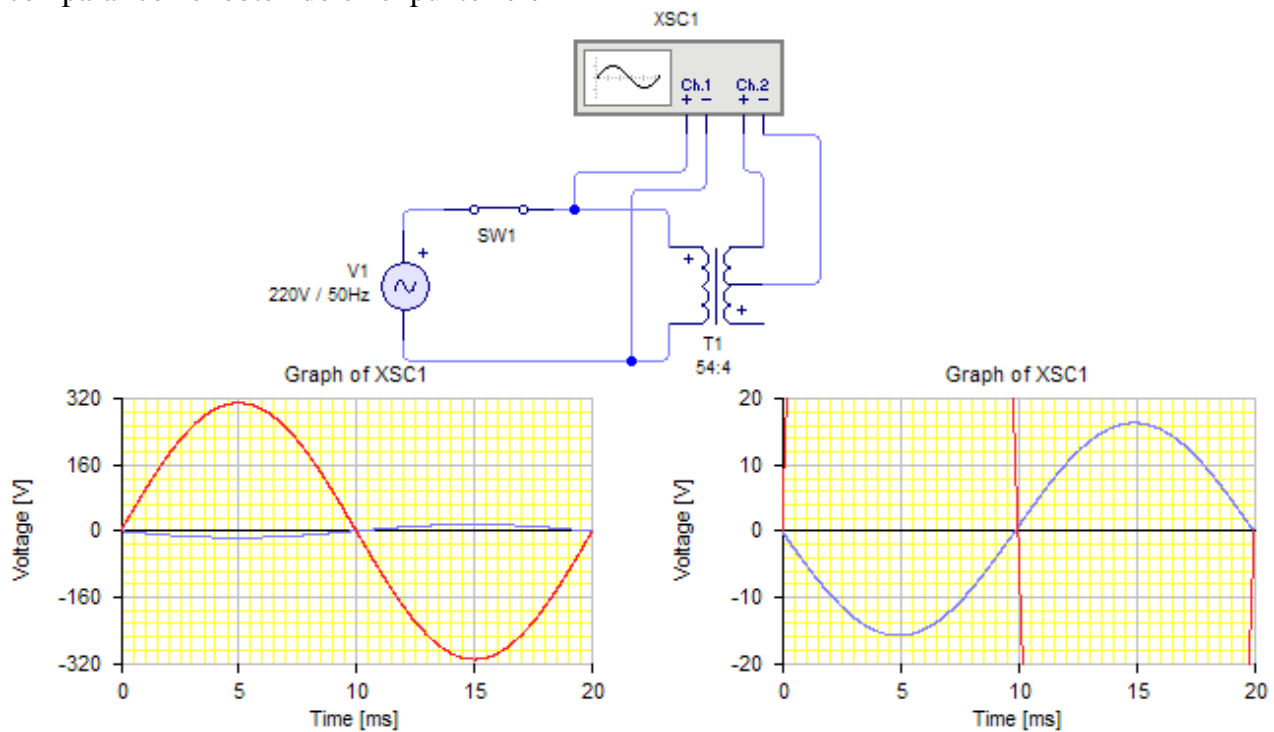 XSC1
Ch.1 Ch.2
+ − + −
SW1
+
V1
220V / 50Hz
+
+
T1
54:4
Graph of XSC1
320
160
0
-160
-320
Voltage [V]
0 5 10 15 20
Time [ms]
Graph of XSC1
20
10
0
-10
-20
Voltage [V]
0 5 10 15 20
Time [ms]